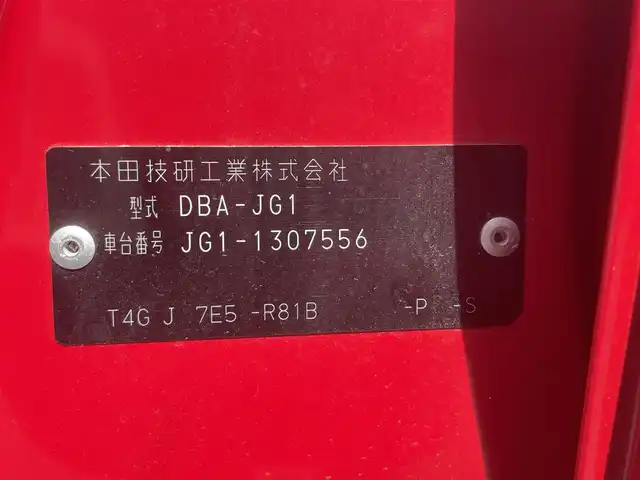 本田技研工業株式会社
型式 DBA-JG1
車台番号 JG1-1307556
T4G J 7E5 -R81B -P -S